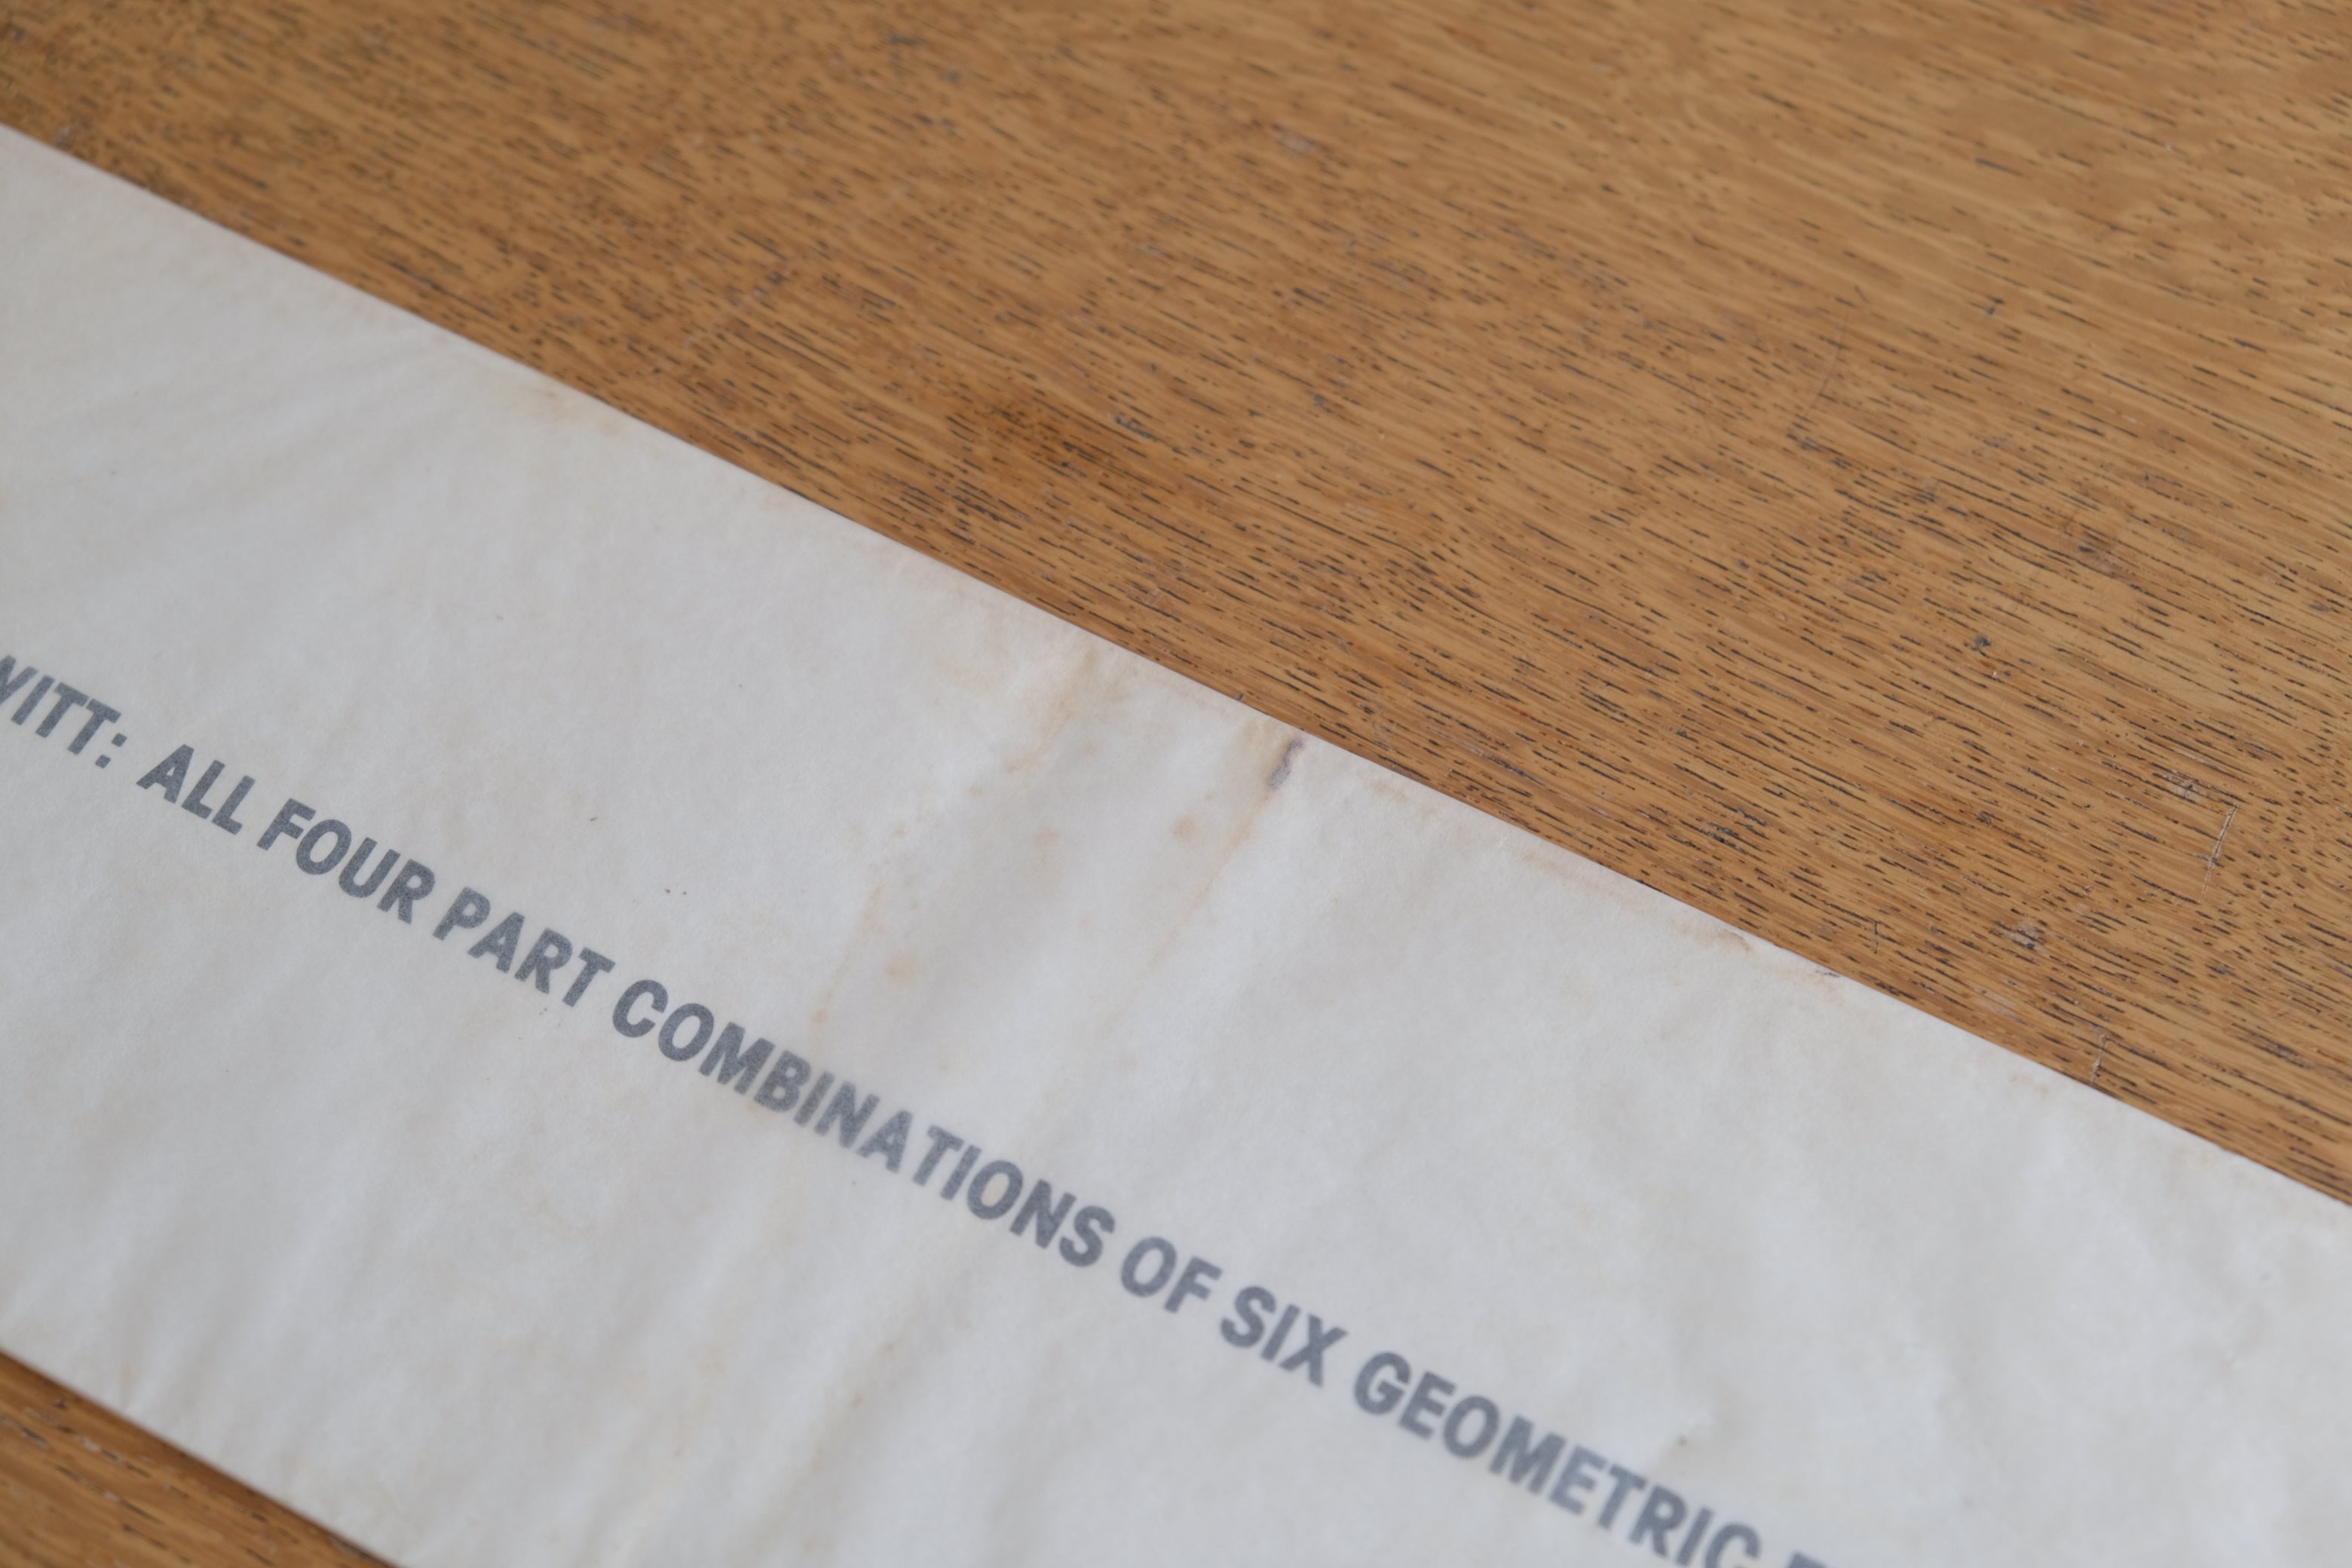 WITT: ALL FOUR PART COMBINATIONS OF SIX GEOMETRIC